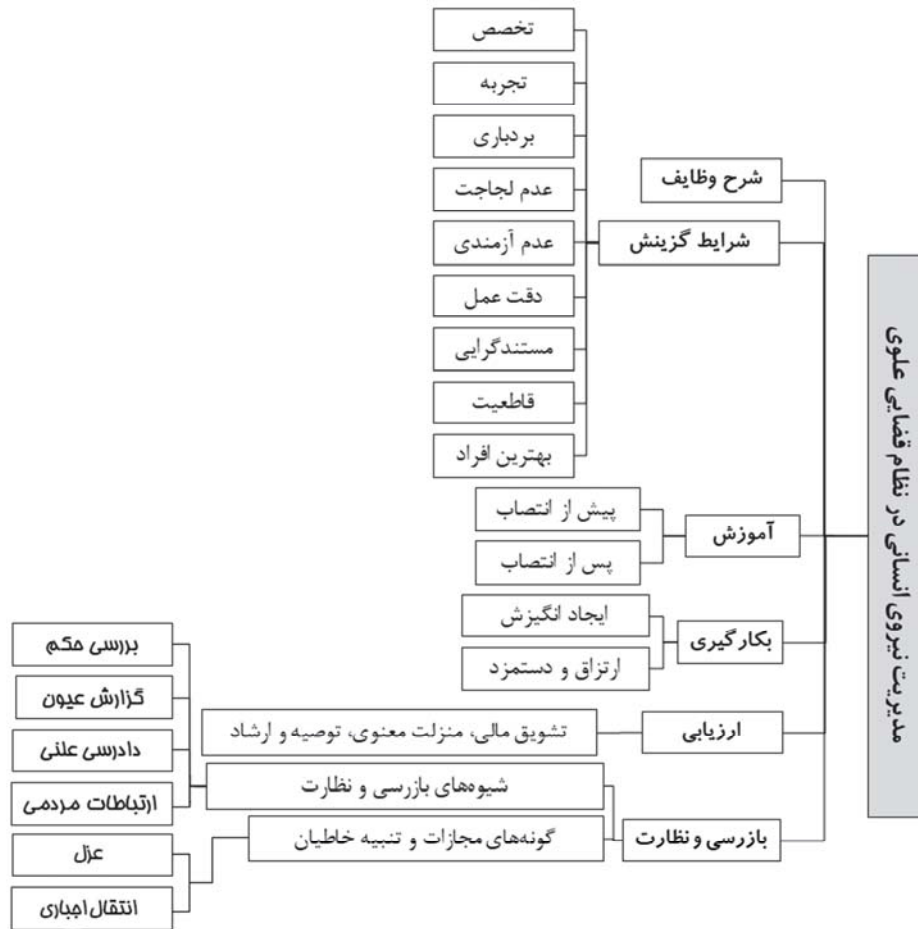 مدیریت نیروی انسانی در نظام قضایی علوی
شرح وظایف
شرایط گزینش
تخصص
تجربه
بردباری
عدم لجاجت
عدم آزمندی
دقت عمل
مستندگرایی
قاطعیت
بهترین افراد
آموزش
پیش از انتصاب
پس از انتصاب
بکارگیری
ایجاد انگیزش
ارتزاق و دستمزد
ارزیابی
تشویق مالی، منزلت معنوی، توصیه و ارشاد
بازرسی و نظارت
شیوه‌های بازرسی و نظارت
بررسی حکم
گزارش عیون
دادرسی علنی
ارتباطات مردمی
گونه‌های مجازات و تنبیه خاطیان
عزل
انتقال اجباری